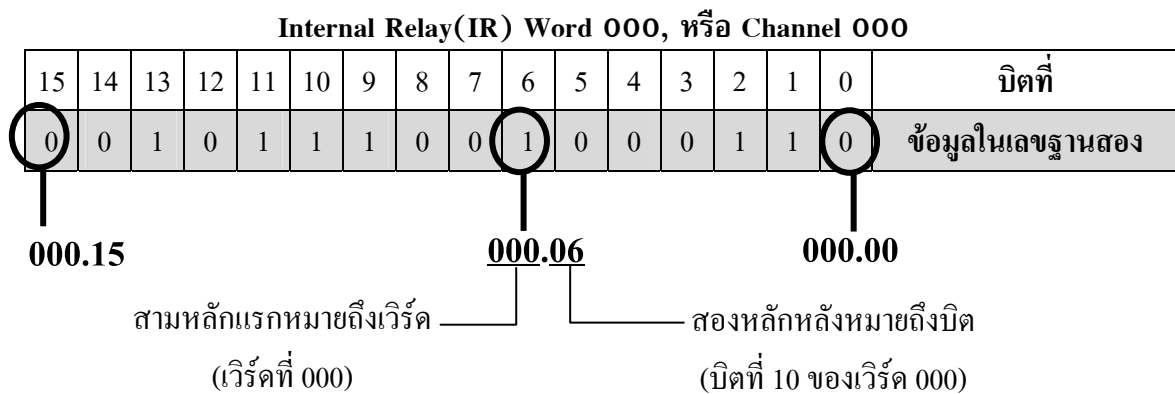 Internal Relay(IR) Word 000, หรือ Channel 000
15 14 13 12 11 10 9 8 7 6 5 4 3 2 1 0 บิตที่
0 0 1 0 1 1 1 0 0 1 0 0 0 1 1 0 ข้อมูลในเลขฐานสอง
000.15 000.06 000.00
สามหลักแรกหมายถึงเวิร์ด สองหลักหลังหมายถึงบิต
(เวิร์ดที่ 000) (บิตที่ 10 ของเวิร์ด 000)